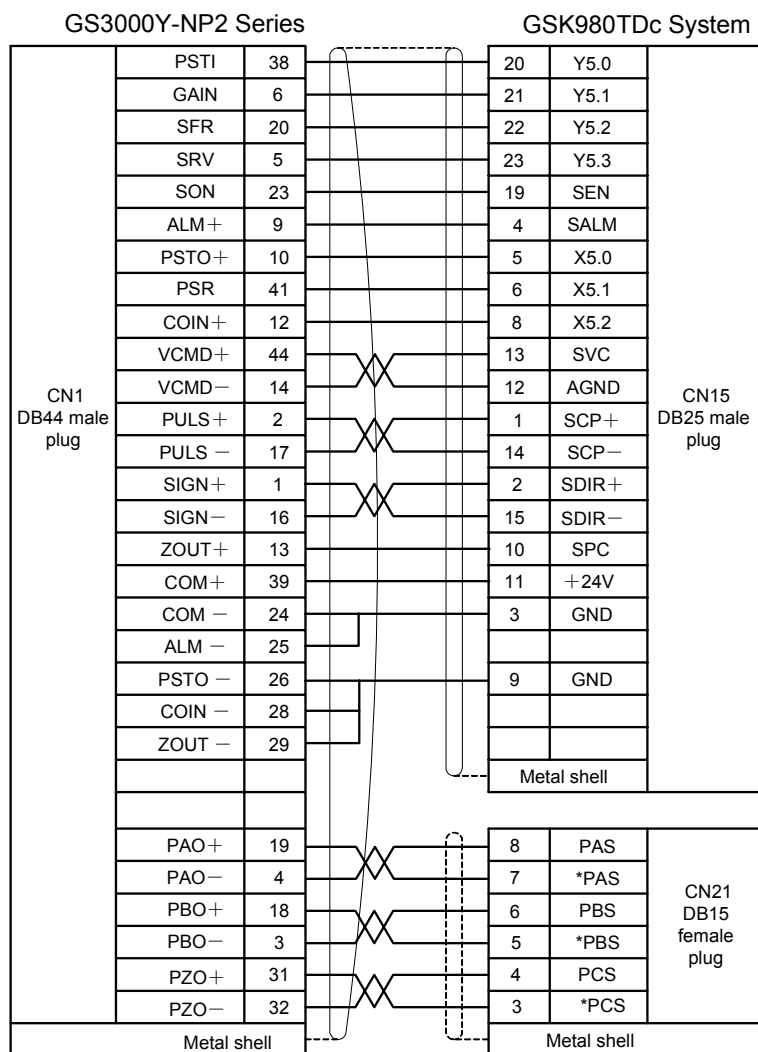 GS3000Y-NP2 Series GSK980TDc System
PSTI 38 20 Y5.0
GAIN 6 21 Y5.1
SFR 20 22 Y5.2
SRV 5 23 Y5.3
SON 23 19 SEN
ALM+ 9 4 SALM
PSTO+ 10 5 X5.0
PSR 41 6 X5.1
COIN+ 12 8 X5.2
VCMD+ 44 13 SVC
VCMD- 14 12 AGND
CN1
DB44 male
plug
CN15
DB25 male
plug
PULS+ 2 1 SCP+
PULS - 17 14 SCP-
SIGN+ 1 2 SDIR+
SIGN- 16 15 SDIR-
ZOUT+ 13 10 SPC
COM+ 39 11 +24V
COM - 24 3 GND
ALM - 25
PSTO - 26 9 GND
COIN - 28
ZOUT - 29
Metal shell
PAO+ 19 8 PAS
PAO- 4 7 *PAS
CN21
DB15
female
plug
PBO+ 18 6 PBS
PBO- 3 5 *PBS
PZO+ 31 4 PCS
PZO- 32 3 *PCS
Metal shell Metal shell